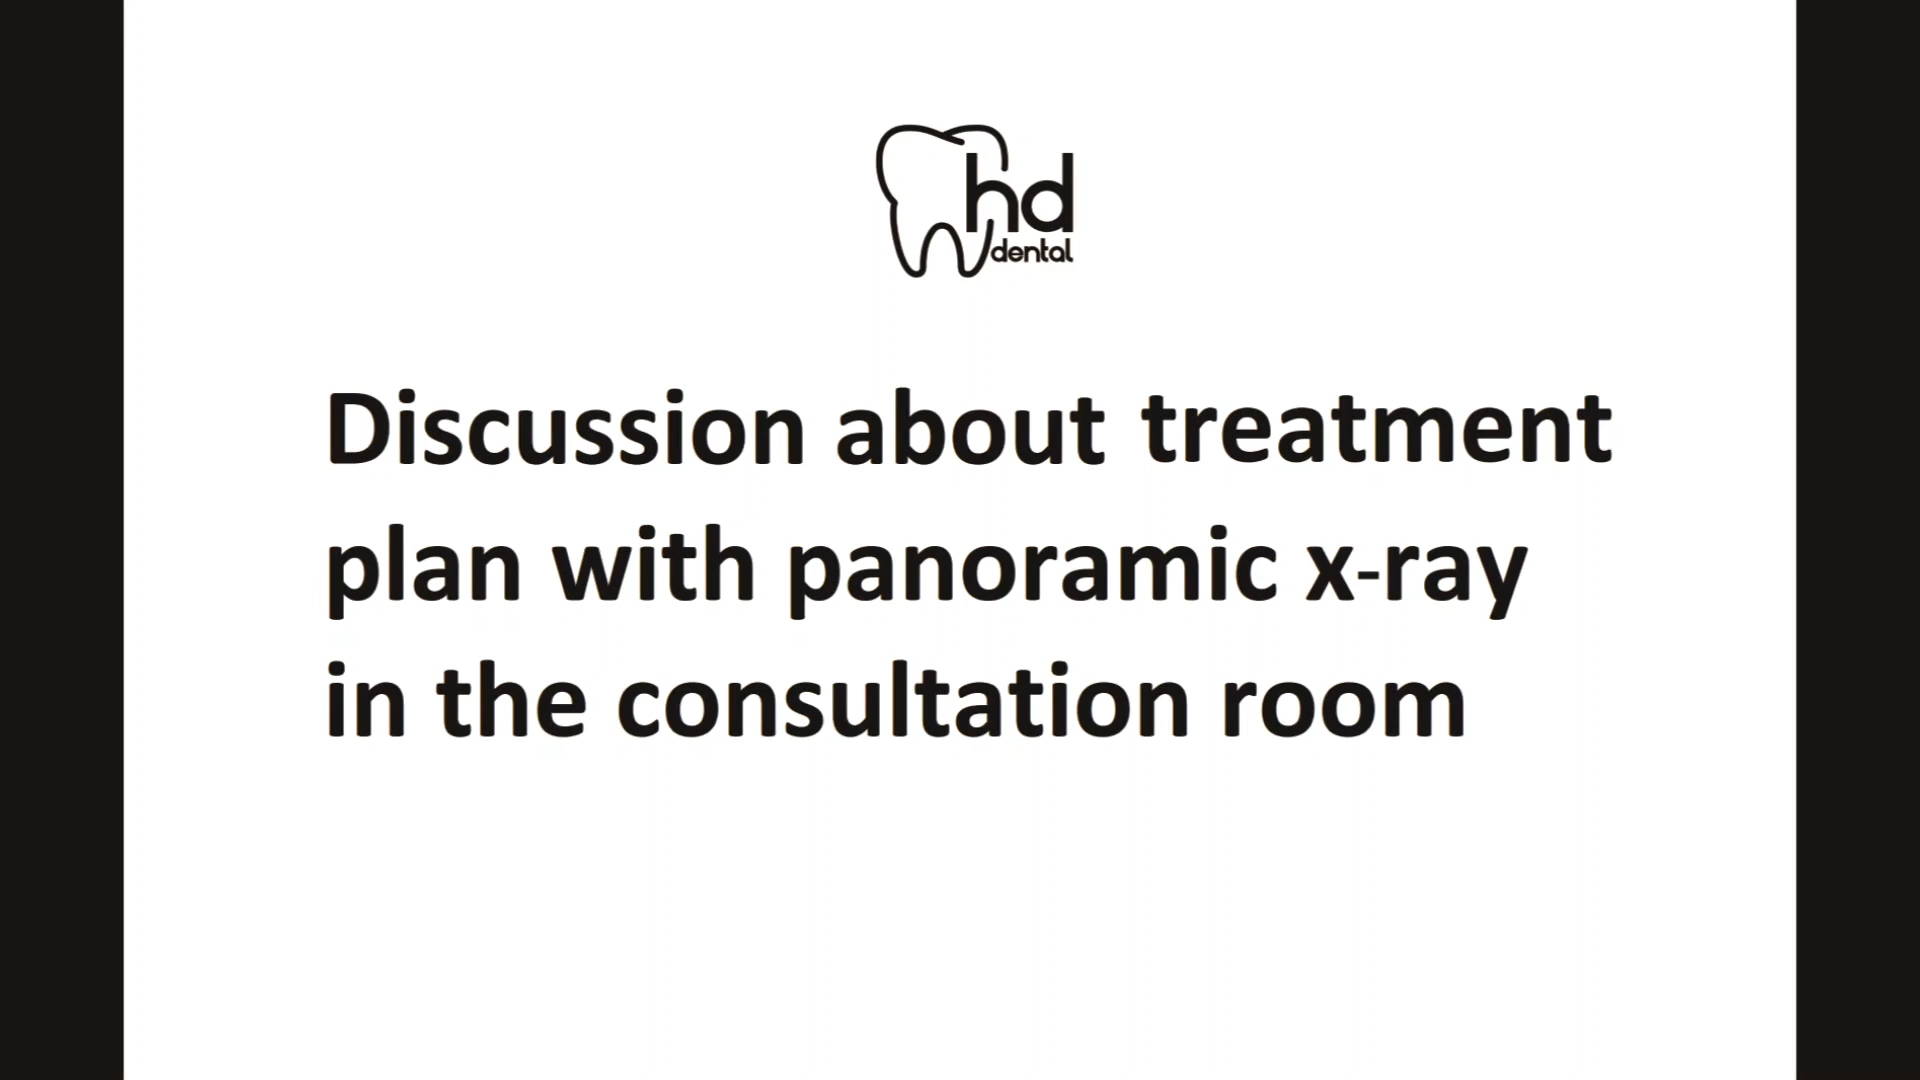 hd
dental
Discussion about treatment
plan with panoramic x-ray
in the consultation room